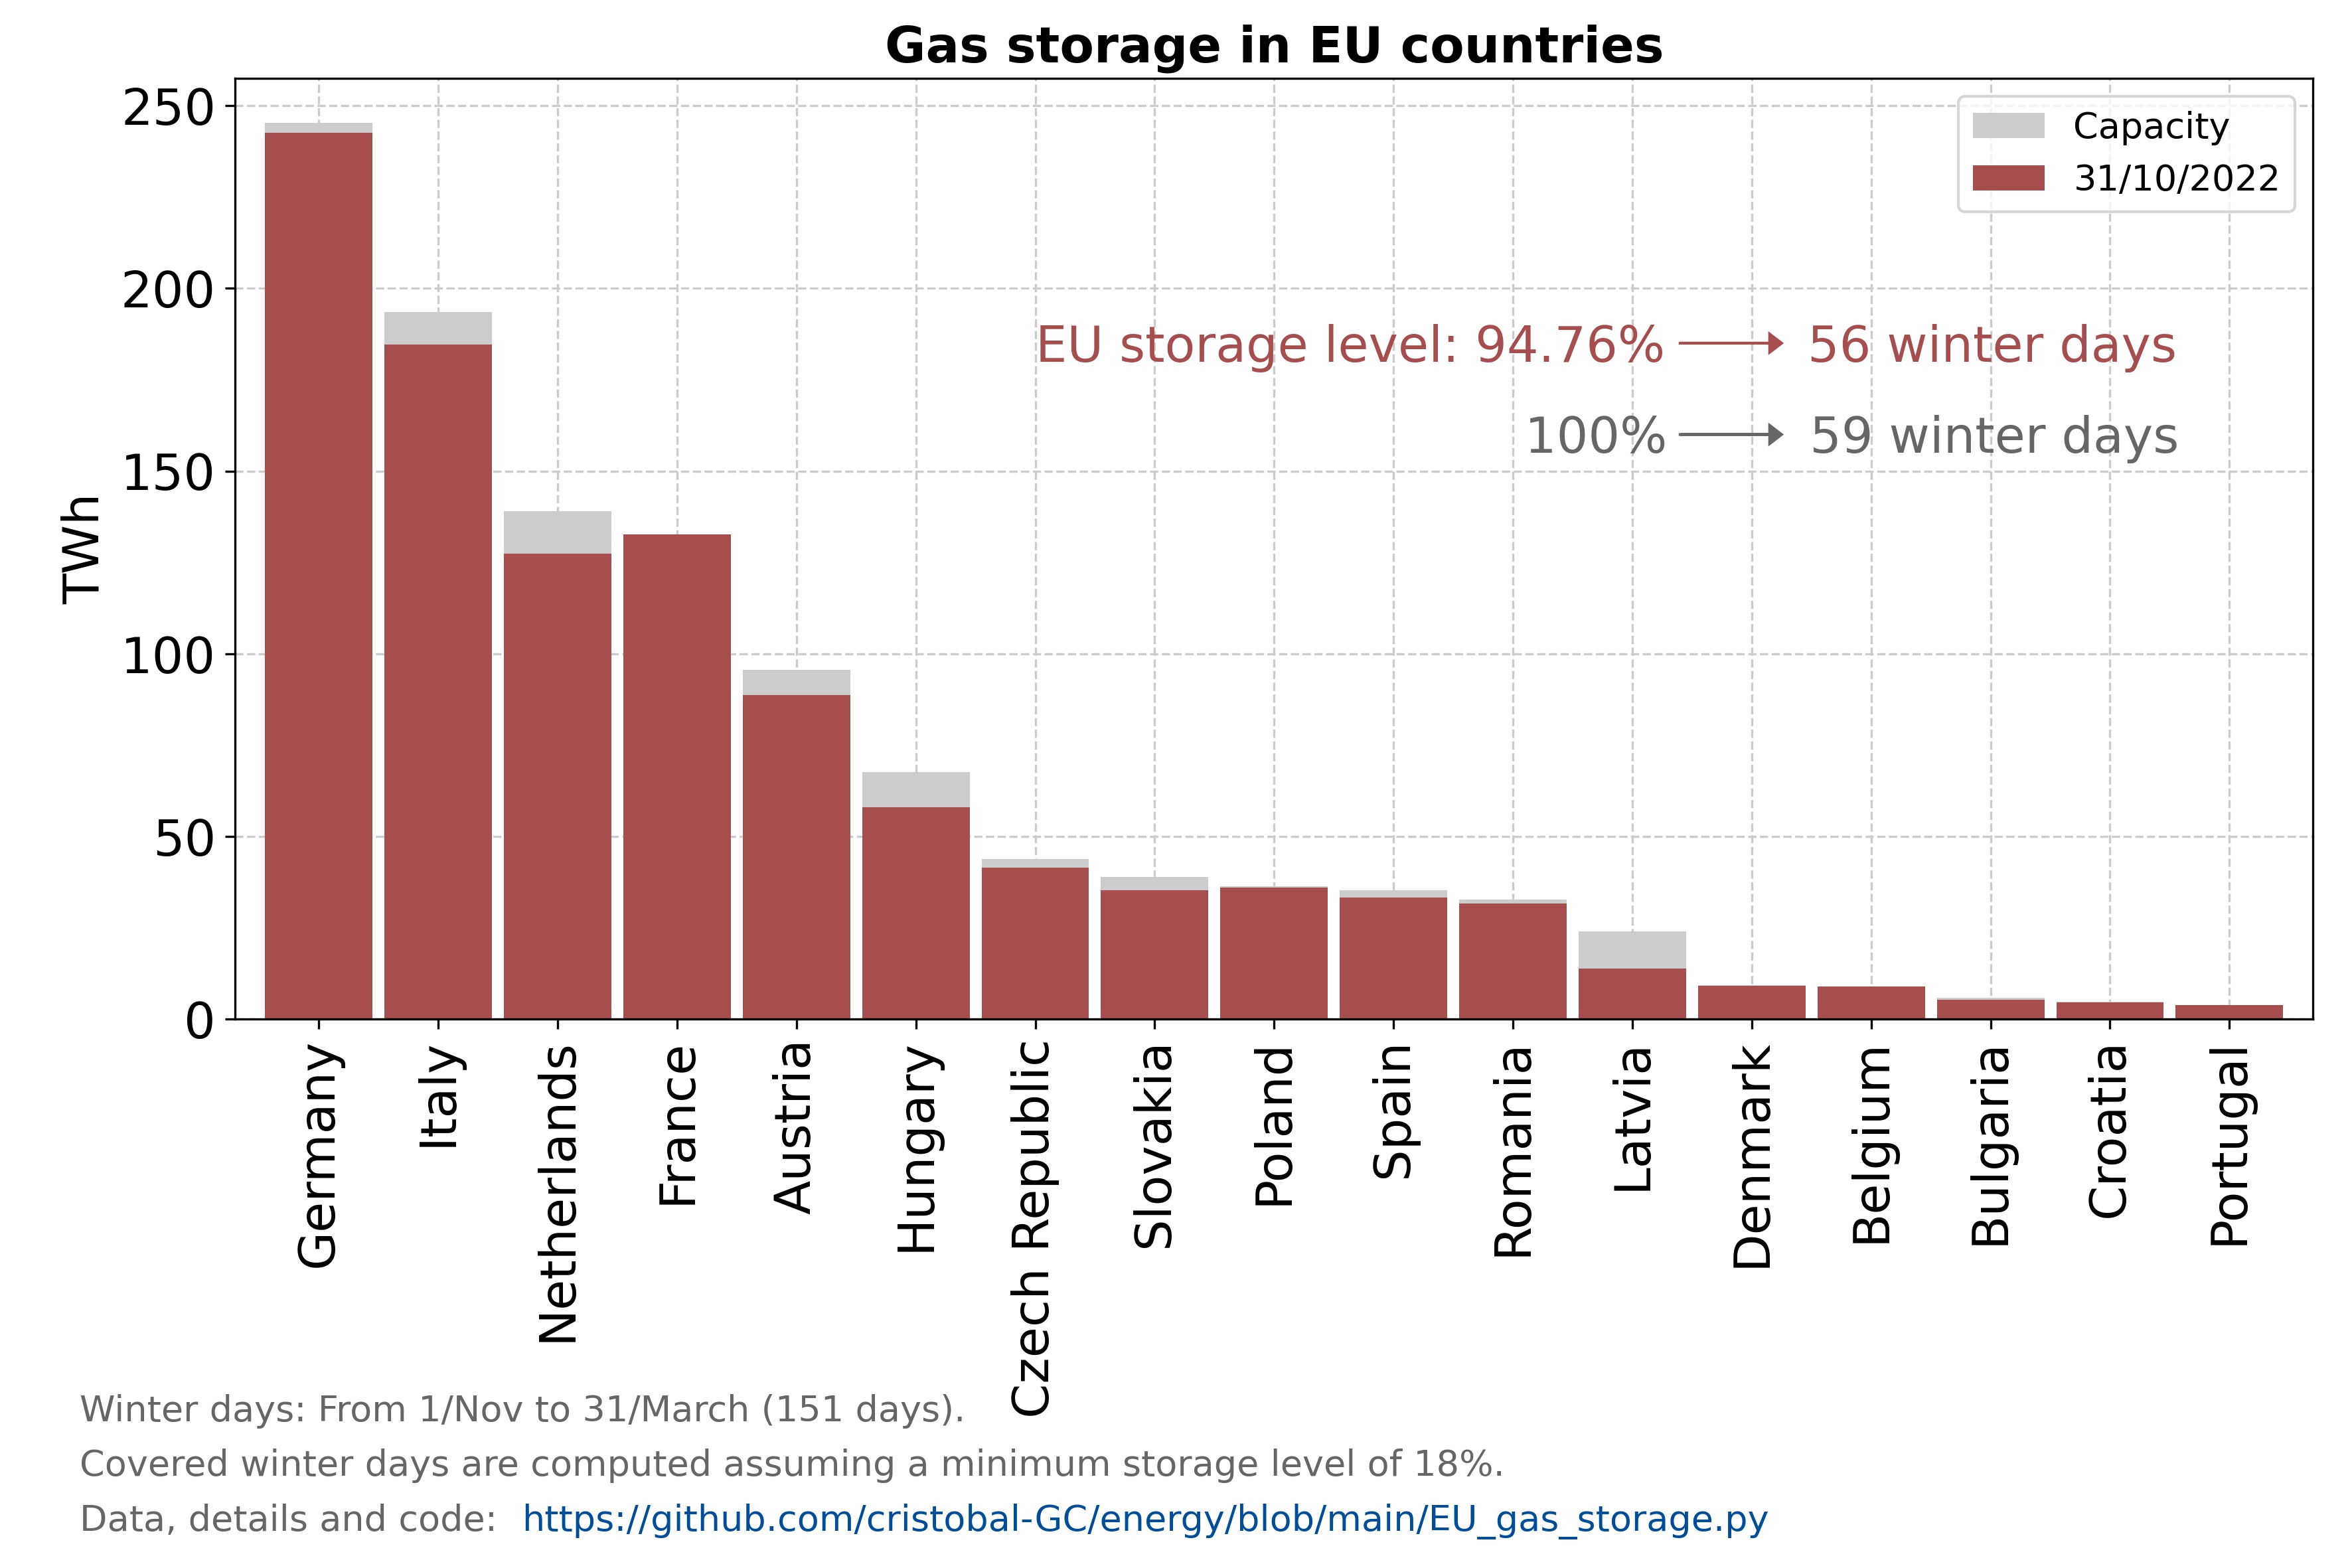 Gas storage in EU countries
250
200
150
100
50
0
TWh
Capacity
31/10/2022
EU storage level: 94.76% 56 winter days
100% 59 winter days
Germany
Italy
Netherlands
France
Austria
Hungary
Czech Republic
Slovakia
Poland
Spain
Romania
Latvia
Denmark
Belgium
Bulgaria
Croatia
Portugal
Winter days: From 1/Nov to 31/March (151 days).
Covered winter days are computed assuming a minimum storage level of 18%.
Data, details and code: https://github.com/cristobal-GC/energy/blob/main/EU_gas_storage.py